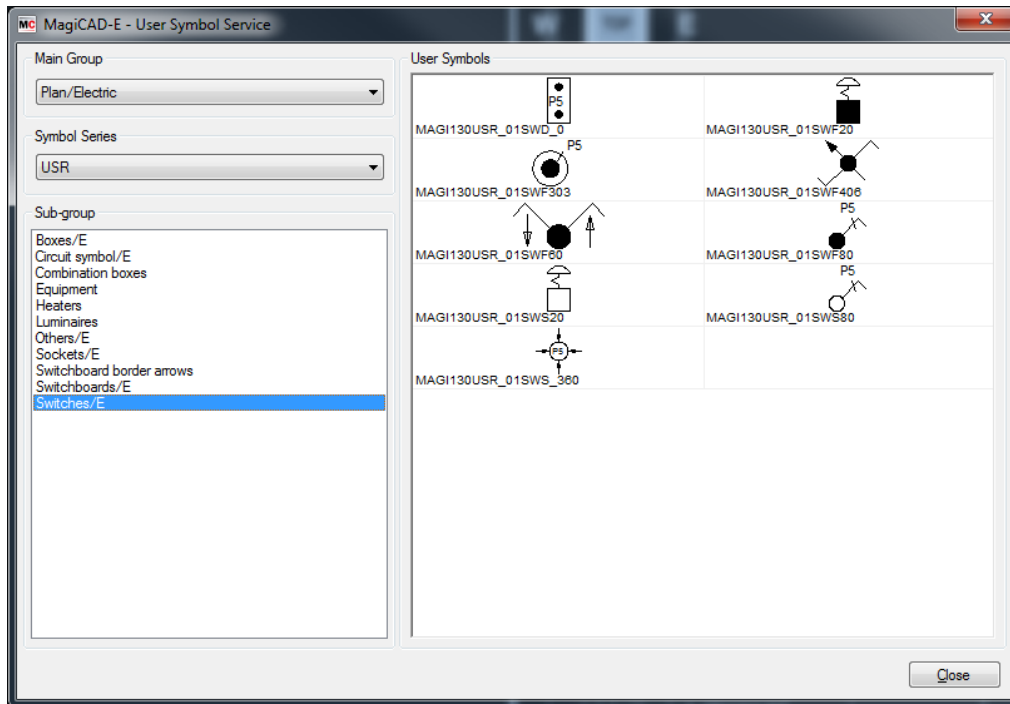 MC MagiCAD-E - User Symbol Service
TOP
E
Main Group
Plan/Electric
Symbol Series
USR
Sub-group
Boxes/E
Circuit symbol/E
Combination boxes
Equipment
Heaters
Luminaires
Others/E
Sockets/E
Switchboard border arrows
Switchboards/E
Switches/E
User Symbols
P5
MAGI130USR_01SWD_0
MAGI130USR_01SWF20
P5
MAGI130USR_01SWF303
MAGI130USR_01SWF406
MAGI130USR_01SWF60
P5
MAGI130USR_01SWF80
MAGI130USR_01SWS20
P5
MAGI130USR_01SWS80
P5
MAGI130USR_01SWS_360
Close